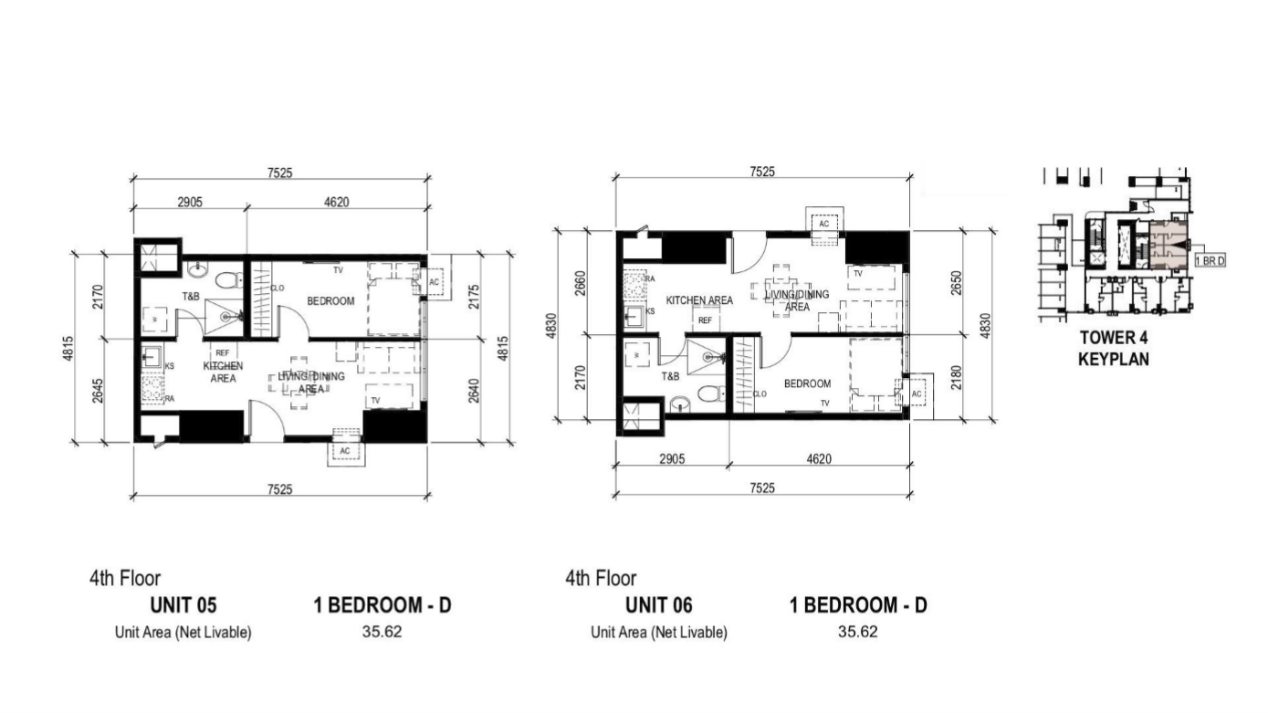 7525
2905 4620
4815
2170
2645
T&B
CLO
TV
BEDROOM
AC
2175
4815
2640
KS
REF
KITCHEN
AREA
LIVING/DINING
AREA
RA
TV
AC
7525
4th Floor
UNIT 05 1 BEDROOM - D
Unit Area (Net Livable) 35.62
7525
AC
4830
2660
2170
RA
KITCHEN AREA
LIVING/DINING
AREA
TV
KS
REF
2650
4830
2180
T&B
BEDROOM
CLO
TV
AC
2905 4620
7525
4th Floor
UNIT 06 1 BEDROOM - D
Unit Area (Net Livable) 35.62
1 BR D
TOWER 4
KEYPLAN